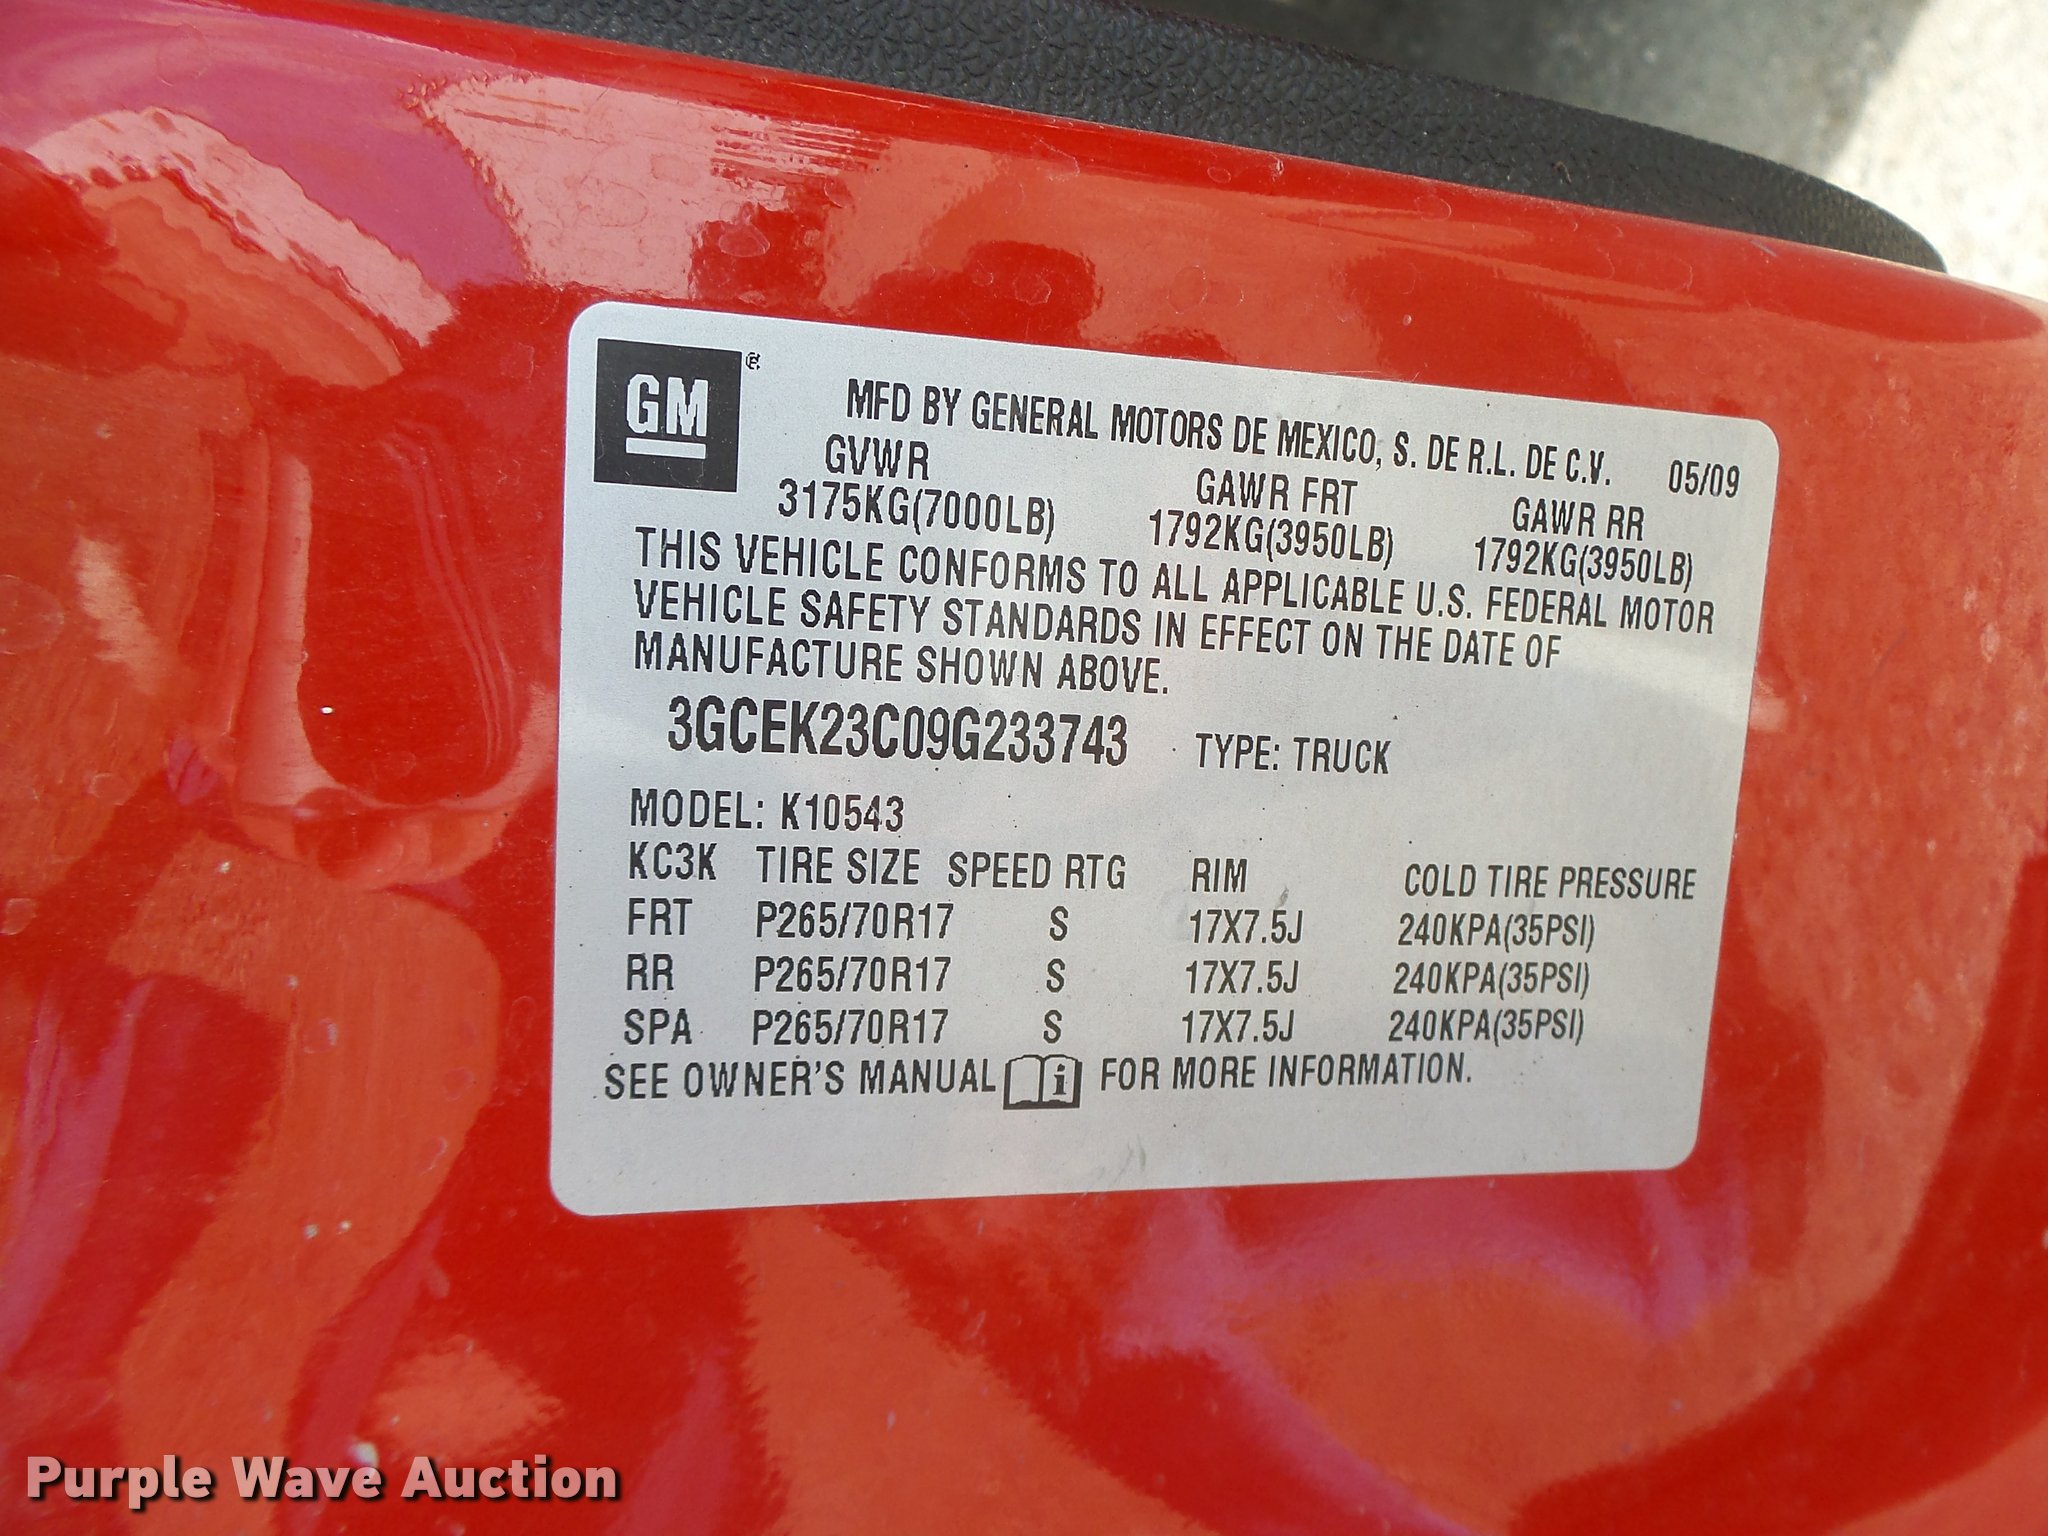 GM
MFD BY GENERAL MOTORS DE MEXICO, S. DE R.L. DE C.V. 05/09
GVWR GAWR FRT GAWR RR
3175KG(7000LB) 1792KG(3950LB) 1792KG(3950LB)
THIS VEHICLE CONFORMS TO ALL APPLICABLE U.S. FEDERAL MOTOR
VEHICLE SAFETY STANDARDS IN EFFECT ON THE DATE OF
MANUFACTURE SHOWN ABOVE.
3GCEK23C09G233743 TYPE: TRUCK
MODEL: K10543
KC3K TIRE SIZE SPEED RTG RIM COLD TIRE PRESSURE
FRT P265/70R17 S 17X7.5J 240KPA(35PSI)
RR P265/70R17 S 17X7.5J 240KPA(35PSI)
SPA P265/70R17 S 17X7.5J 240KPA(35PSI)
SEE OWNER'S MANUAL i FOR MORE INFORMATION.
Purple Wave Auction